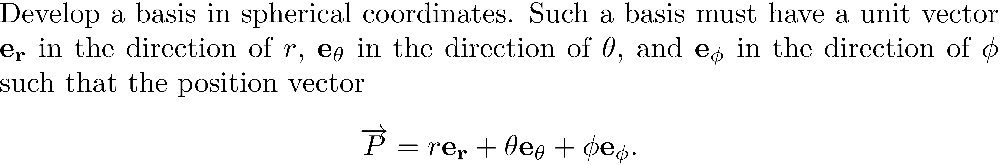 Develop a basis in spherical coordinates. Such a basis must have a unit vector
$\mathbf{e_r}$ in the direction of $r$, $\mathbf{e}_\theta$ in the direction of $\theta$, and $\mathbf{e}_\phi$ in the direction of $\phi$
such that the position vector
$\overrightarrow{P} = r\mathbf{e_r} + \theta\mathbf{e}_\theta + \phi\mathbf{e}_\phi.$